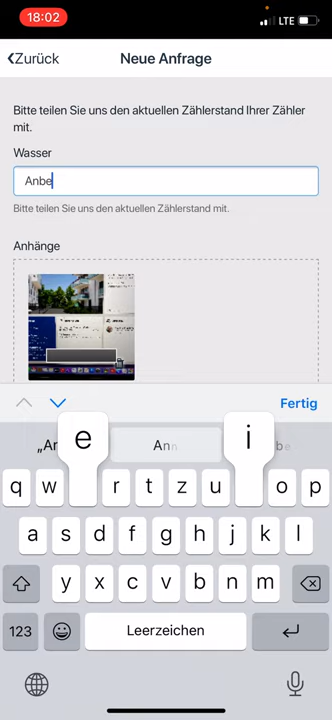 18:02
LTE
Zurück
Neue Anfrage
Bitte teilen Sie uns den aktuellen Zählerstand Ihrer Zähler
mit.
Wasser
Anbe
Bitte teilen Sie uns den aktuellen Zählerstand mit.
Anhänge
Fertig
e
i
q w r t z u o p
a s d f g h j k l
y x c v b n m
123
Leerzeichen